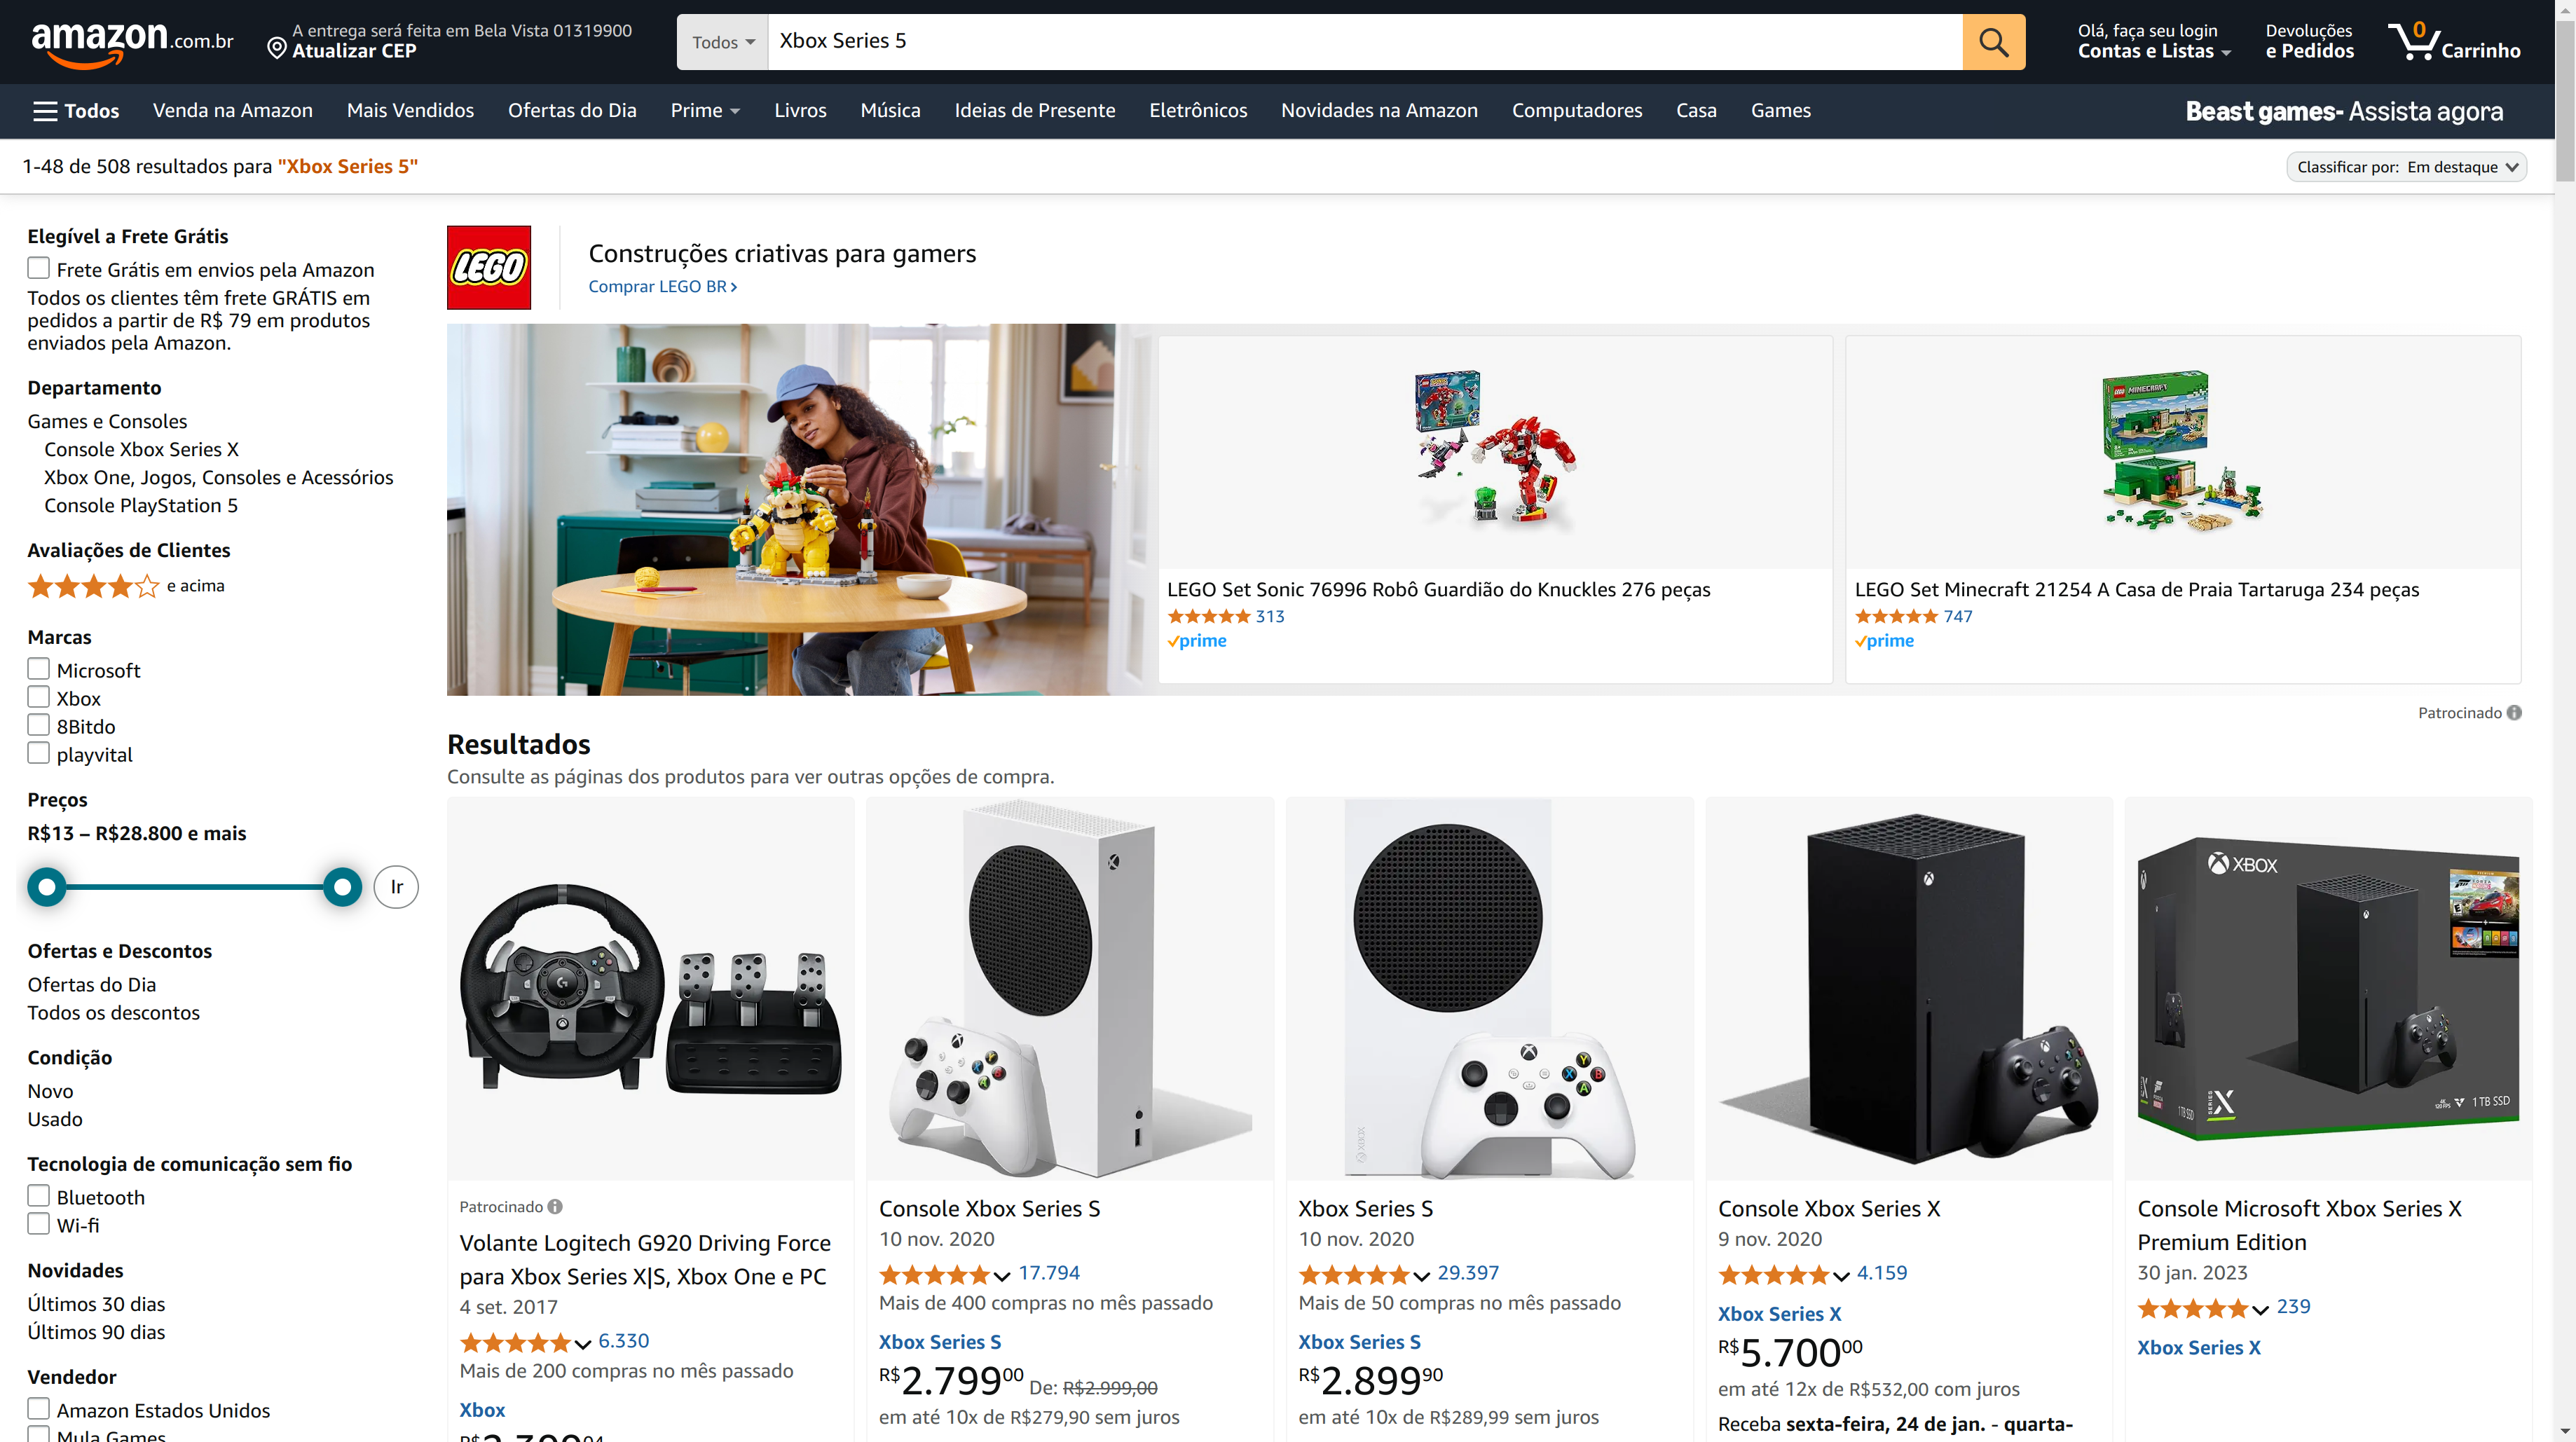 amazon.com.br
A entrega será feita em Bela Vista 01319900
Atualizar CEP
Todos
Xbox Series 5
Olá, faça seu login
Contas e Listas
Devoluções
e Pedidos
0
Carrinho
Todos
Venda na Amazon
Mais Vendidos
Ofertas do Dia
Prime
Livros
Música
Ideias de Presente
Eletrônicos
Novidades na Amazon
Computadores
Casa
Games
Beast games- Assista agora
1-48 de 508 resultados para "Xbox Series 5"
Classificar por: Em destaque
Elegível a Frete Grátis
Frete Grátis em envios pela Amazon
Todos os clientes têm frete GRÁTIS em
pedidos a partir de R$ 79 em produtos
enviados pela Amazon.
Departamento
Games e Consoles
Console Xbox Series X
Xbox One, Jogos, Consoles e Acessórios
Console PlayStation 5
Avaliações de Clientes
e acima
Marcas
Microsoft
Xbox
8Bitdo
playvital
Preços
R$13 – R$28.800 e mais
Ir
Ofertas e Descontos
Ofertas do Dia
Todos os descontos
Condição
Novo
Usado
Tecnologia de comunicação sem fio
Bluetooth
Wi-fi
Novidades
Últimos 30 dias
Últimos 90 dias
Vendedor
Amazon Estados Unidos
Mula Games
LEGO
Construções criativas para gamers
Comprar LEGO BR
MINECRAFT
LEGO Set Sonic 76996 Robô Guardião do Knuckles 276 peças
313
prime
LEGO Set Minecraft 21254 A Casa de Praia Tartaruga 234 peças
747
prime
Patrocinado
Resultados
Consulte as páginas dos produtos para ver outras opções de compra.
Patrocinado
Volante Logitech G920 Driving Force
para Xbox Series X|S, Xbox One e PC
4 set. 2017
6.330
Mais de 200 compras no mês passado
Xbox
Console Xbox Series S
10 nov. 2020
17.794
Mais de 400 compras no mês passado
Xbox Series S
R$2.79900 De: R$2.999,00
em até 10x de R$279,90 sem juros
XBOX
Y
X
B
A
Xbox Series S
10 nov. 2020
29.397
Mais de 50 compras no mês passado
Xbox Series S
R$2.89990
em até 10x de R$289,99 sem juros
Console Xbox Series X
9 nov. 2020
4.159
Xbox Series X
R$5.70000
em até 12x de R$532,00 com juros
Receba sexta-feira, 24 de jan. - quarta-
XBOX
SERIES X
1 TB SSD
Console Microsoft Xbox Series X
Premium Edition
30 jan. 2023
239
Xbox Series X